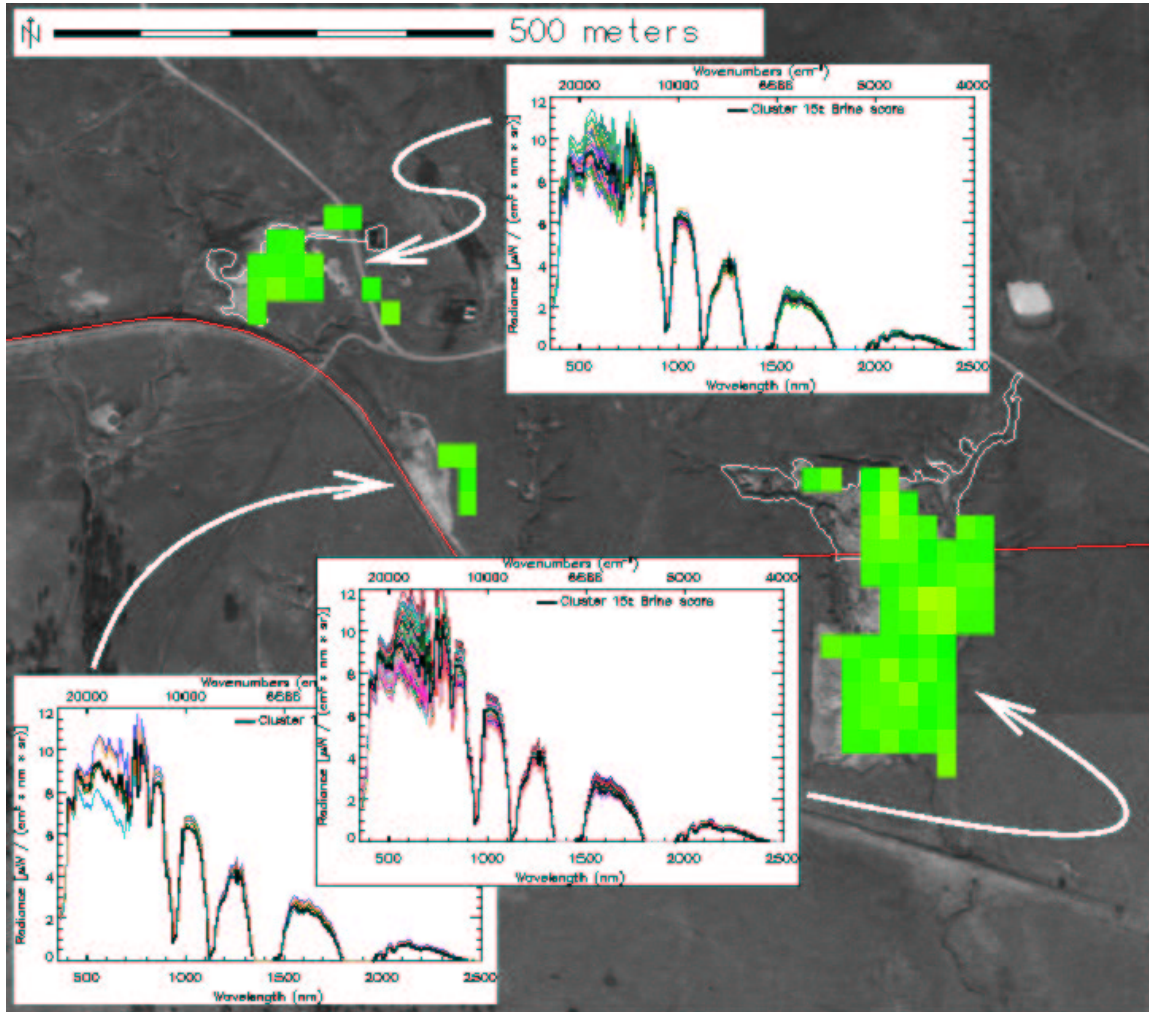 N 500 meters
Wavenumbers (cm⁻¹)
20000 10000 6666 5000 4000
12
10
8
6
4
2
0
Radiance [µW / (cm² * nm * sr)]
Cluster 15: Brine score
500 1000 1500 2000 2500
Wavelength (nm)
Wavenumbers (cm⁻¹)
20000 10000 6666 5000 4000
12
10
8
6
4
2
0
Radiance [µW / (cm² * nm * sr)]
Cluster 15: Brine score
500 1000 1500 2000 2500
Wavelength (nm)
Wavenumbers (cm
20000 10000 6666
12
10
8
6
4
2
0
Radiance [µW / (cm² * nm * sr)]
Cluster 1
500 1000 1500 2000 2500
Wavelength (nm)